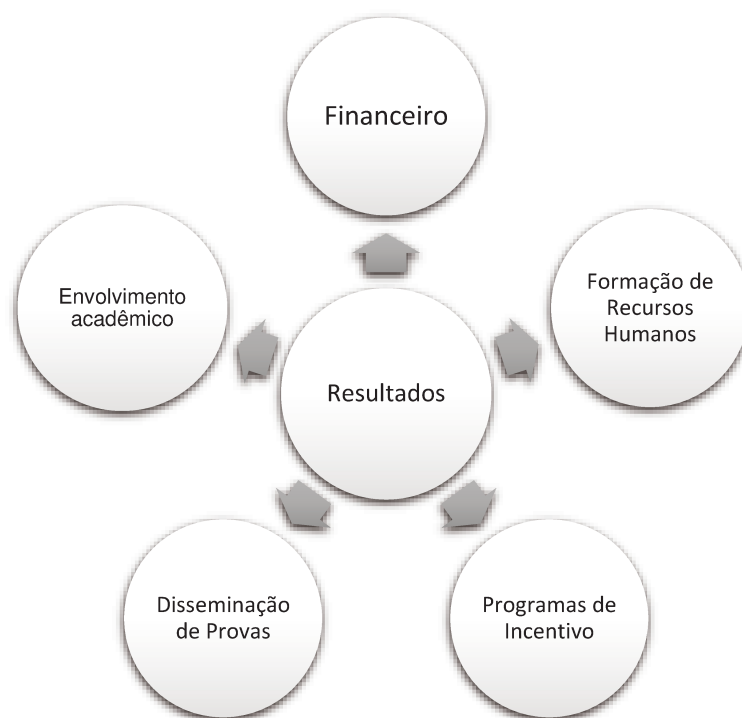 Financeiro
Envolvimento
acadêmico
Formação de
Recursos
Humanos
Resultados
Disseminação
de Provas
Programas de
Incentivo